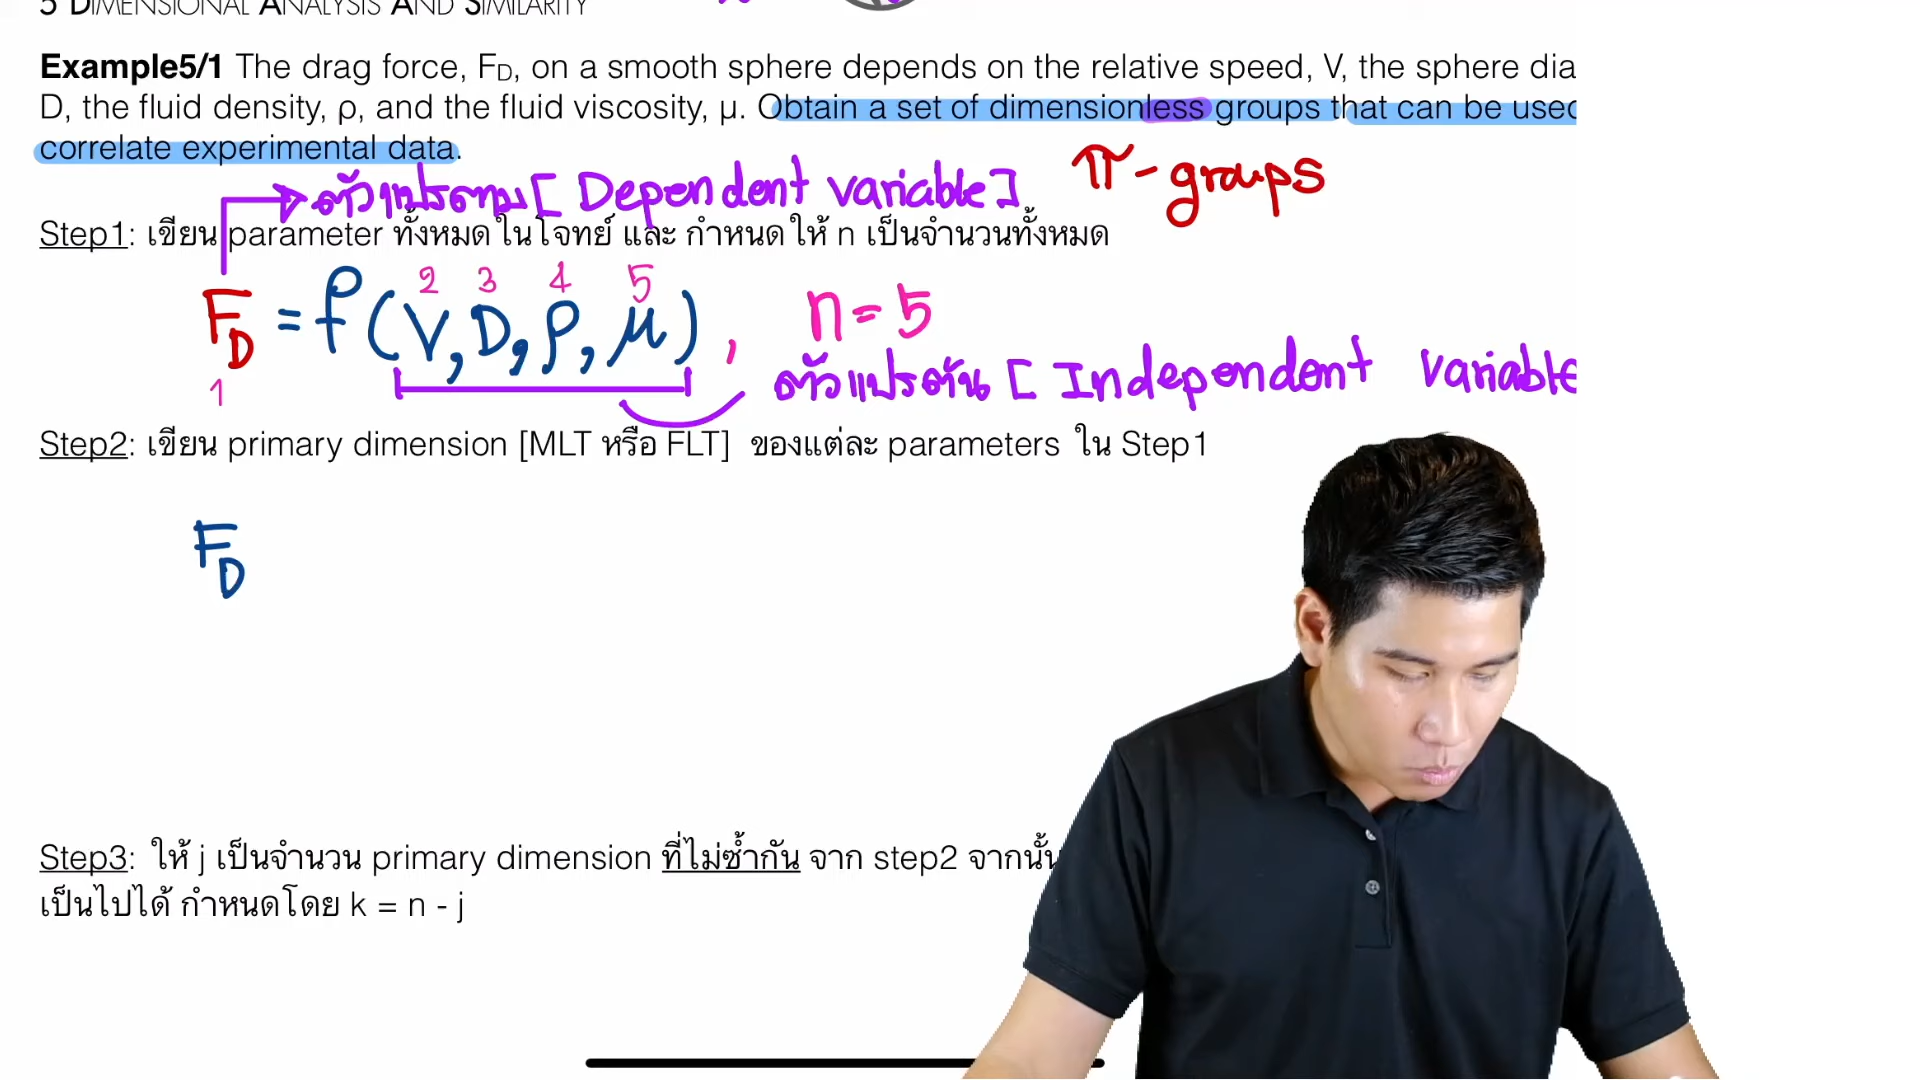 5 DIMENSIONAL ANALYSIS AND SIMILARITY
Example5/1 The drag force, FD, on a smooth sphere depends on the relative speed, V, the sphere dia
D, the fluid density, ρ, and the fluid viscosity, μ. Obtain a set of dimensionless groups that can be used
correlate experimental data.
π-groups
ตัวแปรตาม [Dependent variable]
Step1: เขียน parameter ทั้งหมดในโจทย์ และ กำหนดให้ n เป็นจำนวนทั้งหมด
2 3 4 5
FD = f(V, D, ρ, μ), n = 5
1
ตัวแปรต้น [Independent variable
Step2: เขียน primary dimension [MLT หรือ FLT] ของแต่ละ parameters ใน Step1
FD
Step3: ให้ j เป็นจำนวน primary dimension ที่ไม่ซ้ำกัน จาก step2 จากนั้น
เป็นไปได้ กำหนดโดย k = n - j